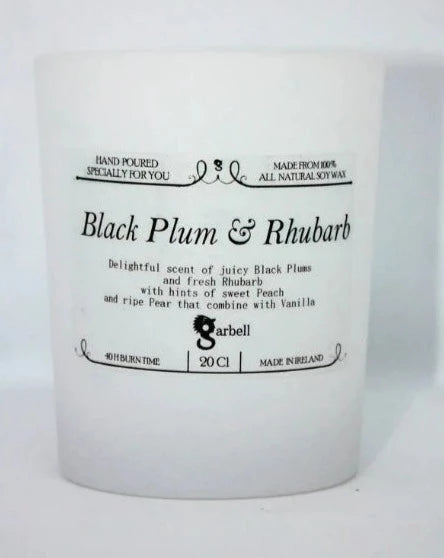 HAND POURED
SPECIALLY FOR YOU
MADE FROM 100%
ALL NATURAL SOY WAX
Black Plum & Rhubarb
Delightful scent of juicy Black Plums
and fresh Rhubarb
with hints of sweet Peach
and ripe Pear that combine with Vanilla
garbell
40 H BURN TIME
20 Cl
MADE IN IRELAND